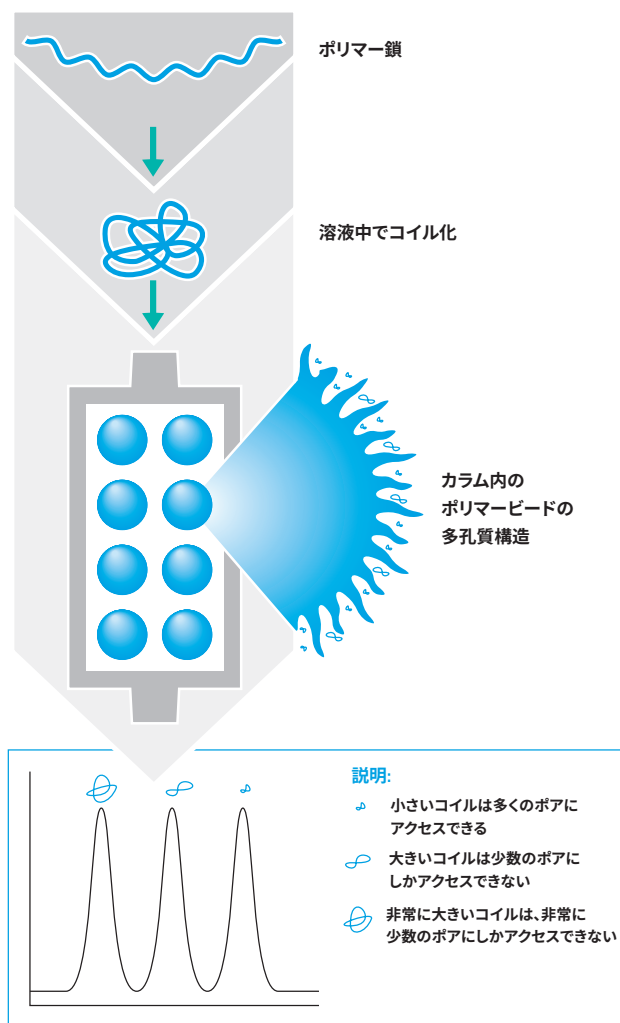 ポリマー鎖
溶液中でコイル化
カラム内の
ポリマービードの
多孔質構造
説明:
小さいコイルは多くのポアに
アクセスできる
大きいコイルは少数のポアに
しかアクセスできない
非常に大きいコイルは、非常に
少数のポアにしかアクセスできない